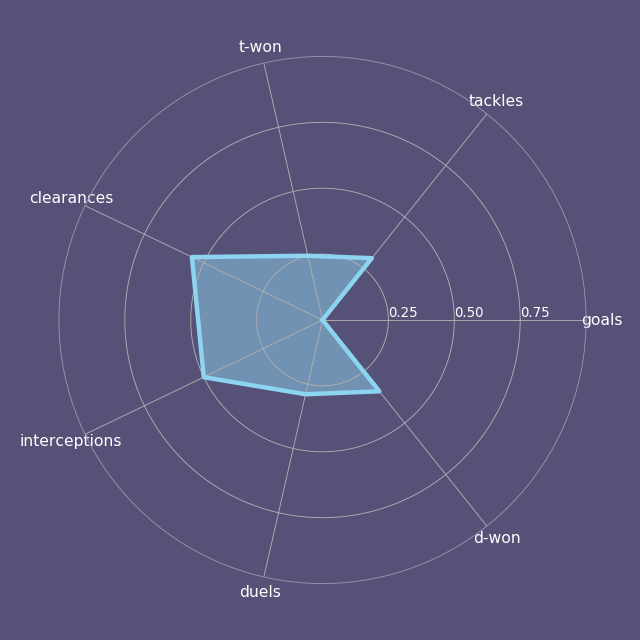 t-won
tackles
clearances
0.25 0.50 0.75 goals
interceptions
d-won
duels